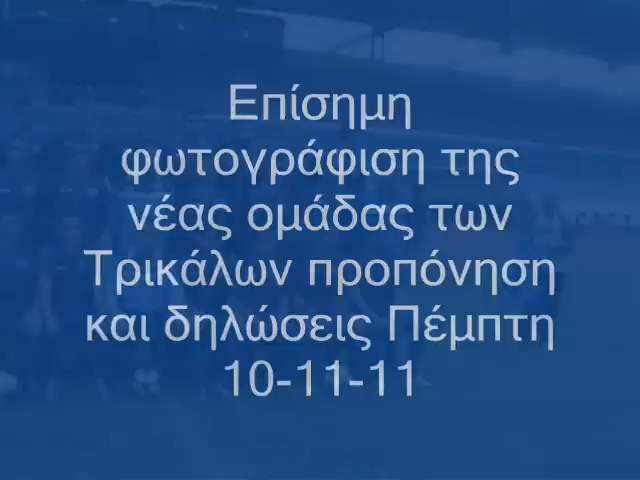 Επίσημη
φωτογράφιση της
νέας ομάδας των
Τρικάλων προπόνηση
και δηλώσεις Πέμπτη
10-11-11